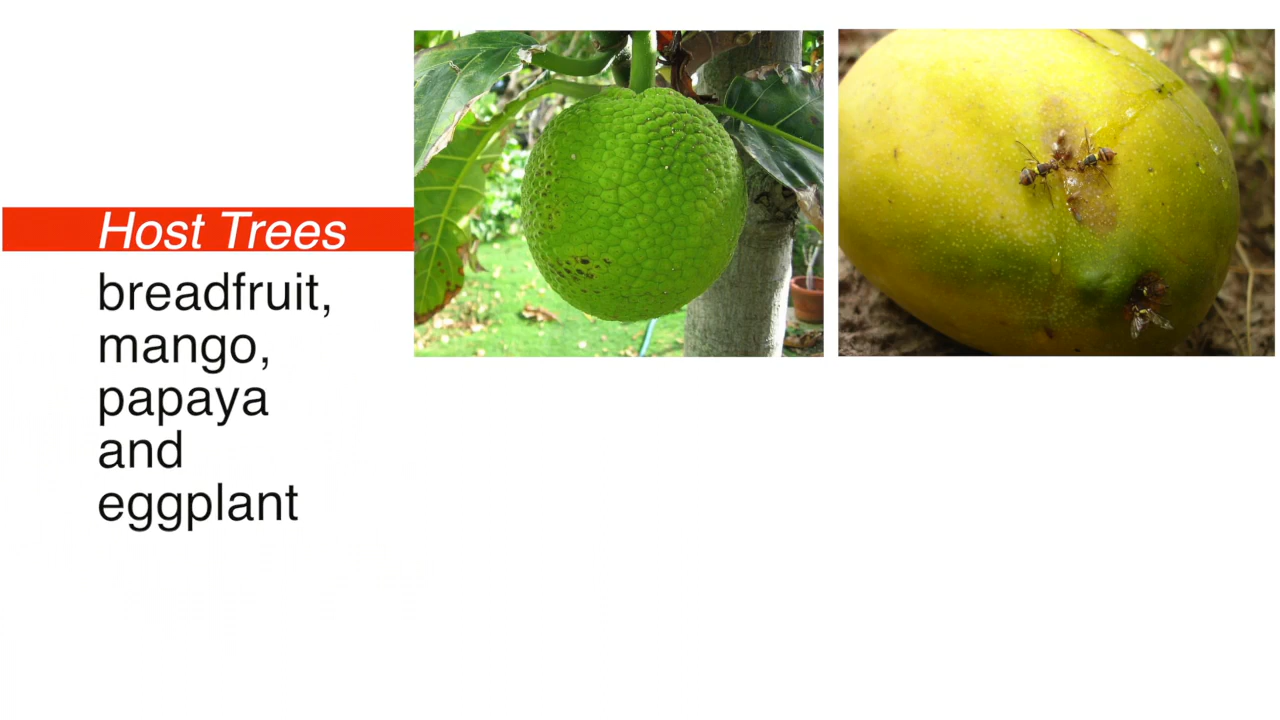 Host Trees
breadfruit,
mango,
papaya
and
eggplant